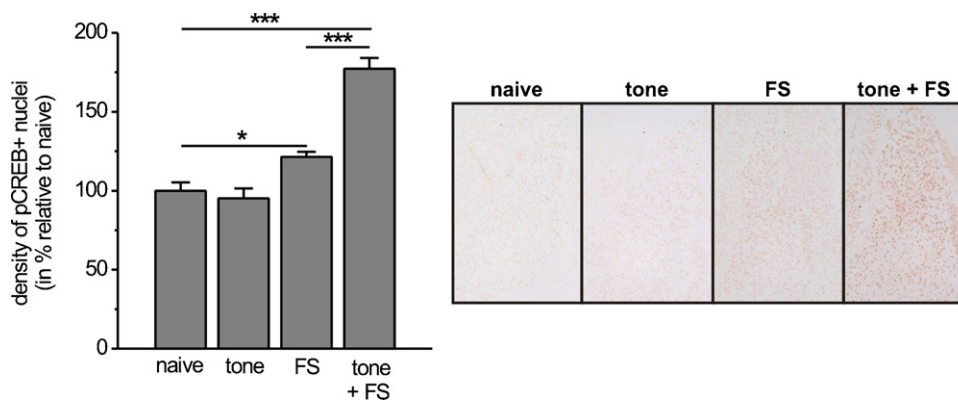 density of pCREB+ nuclei
(in % relative to naive)
200
150
100
50
0
***
***
*
naive
tone
FS
tone
+ FS
naive
tone
FS
tone + FS